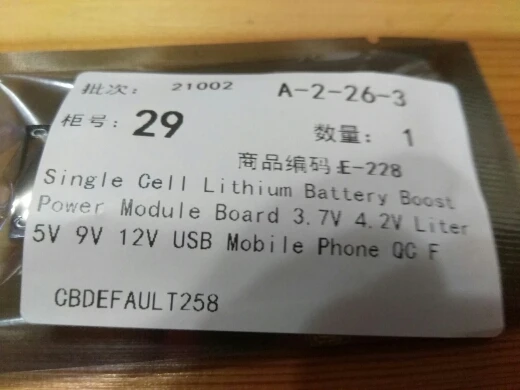 批次: 21002 A-2-26-3
柜号: 29 数量: 1
商品编码 E-228
Single Cell Lithium Battery Boost
Power Module Board 3.7V 4.2V Liter
5V 9V 12V USB Mobile Phone QC F
CBDEFAULT258